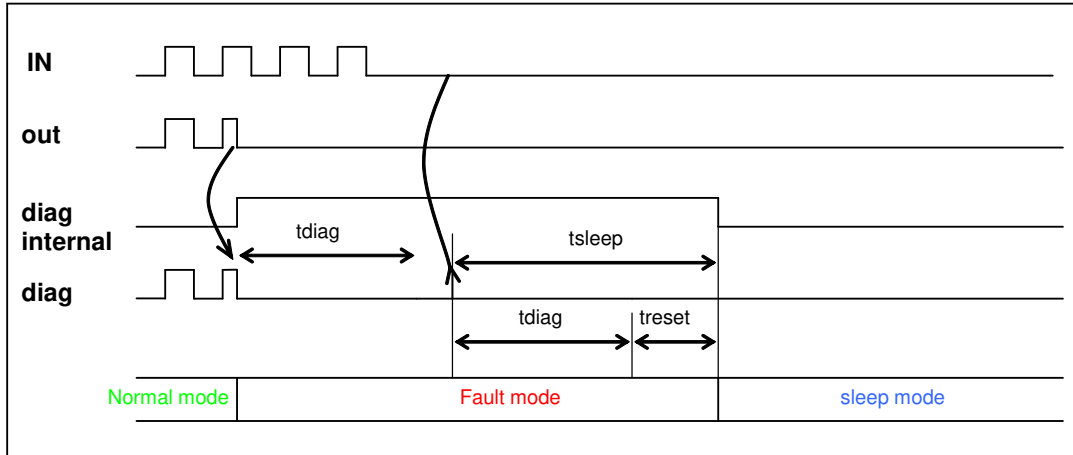 IN
out
diag
internal
tdiag
tsleep
diag
tdiag
treset
Normal mode
Fault mode
sleep mode